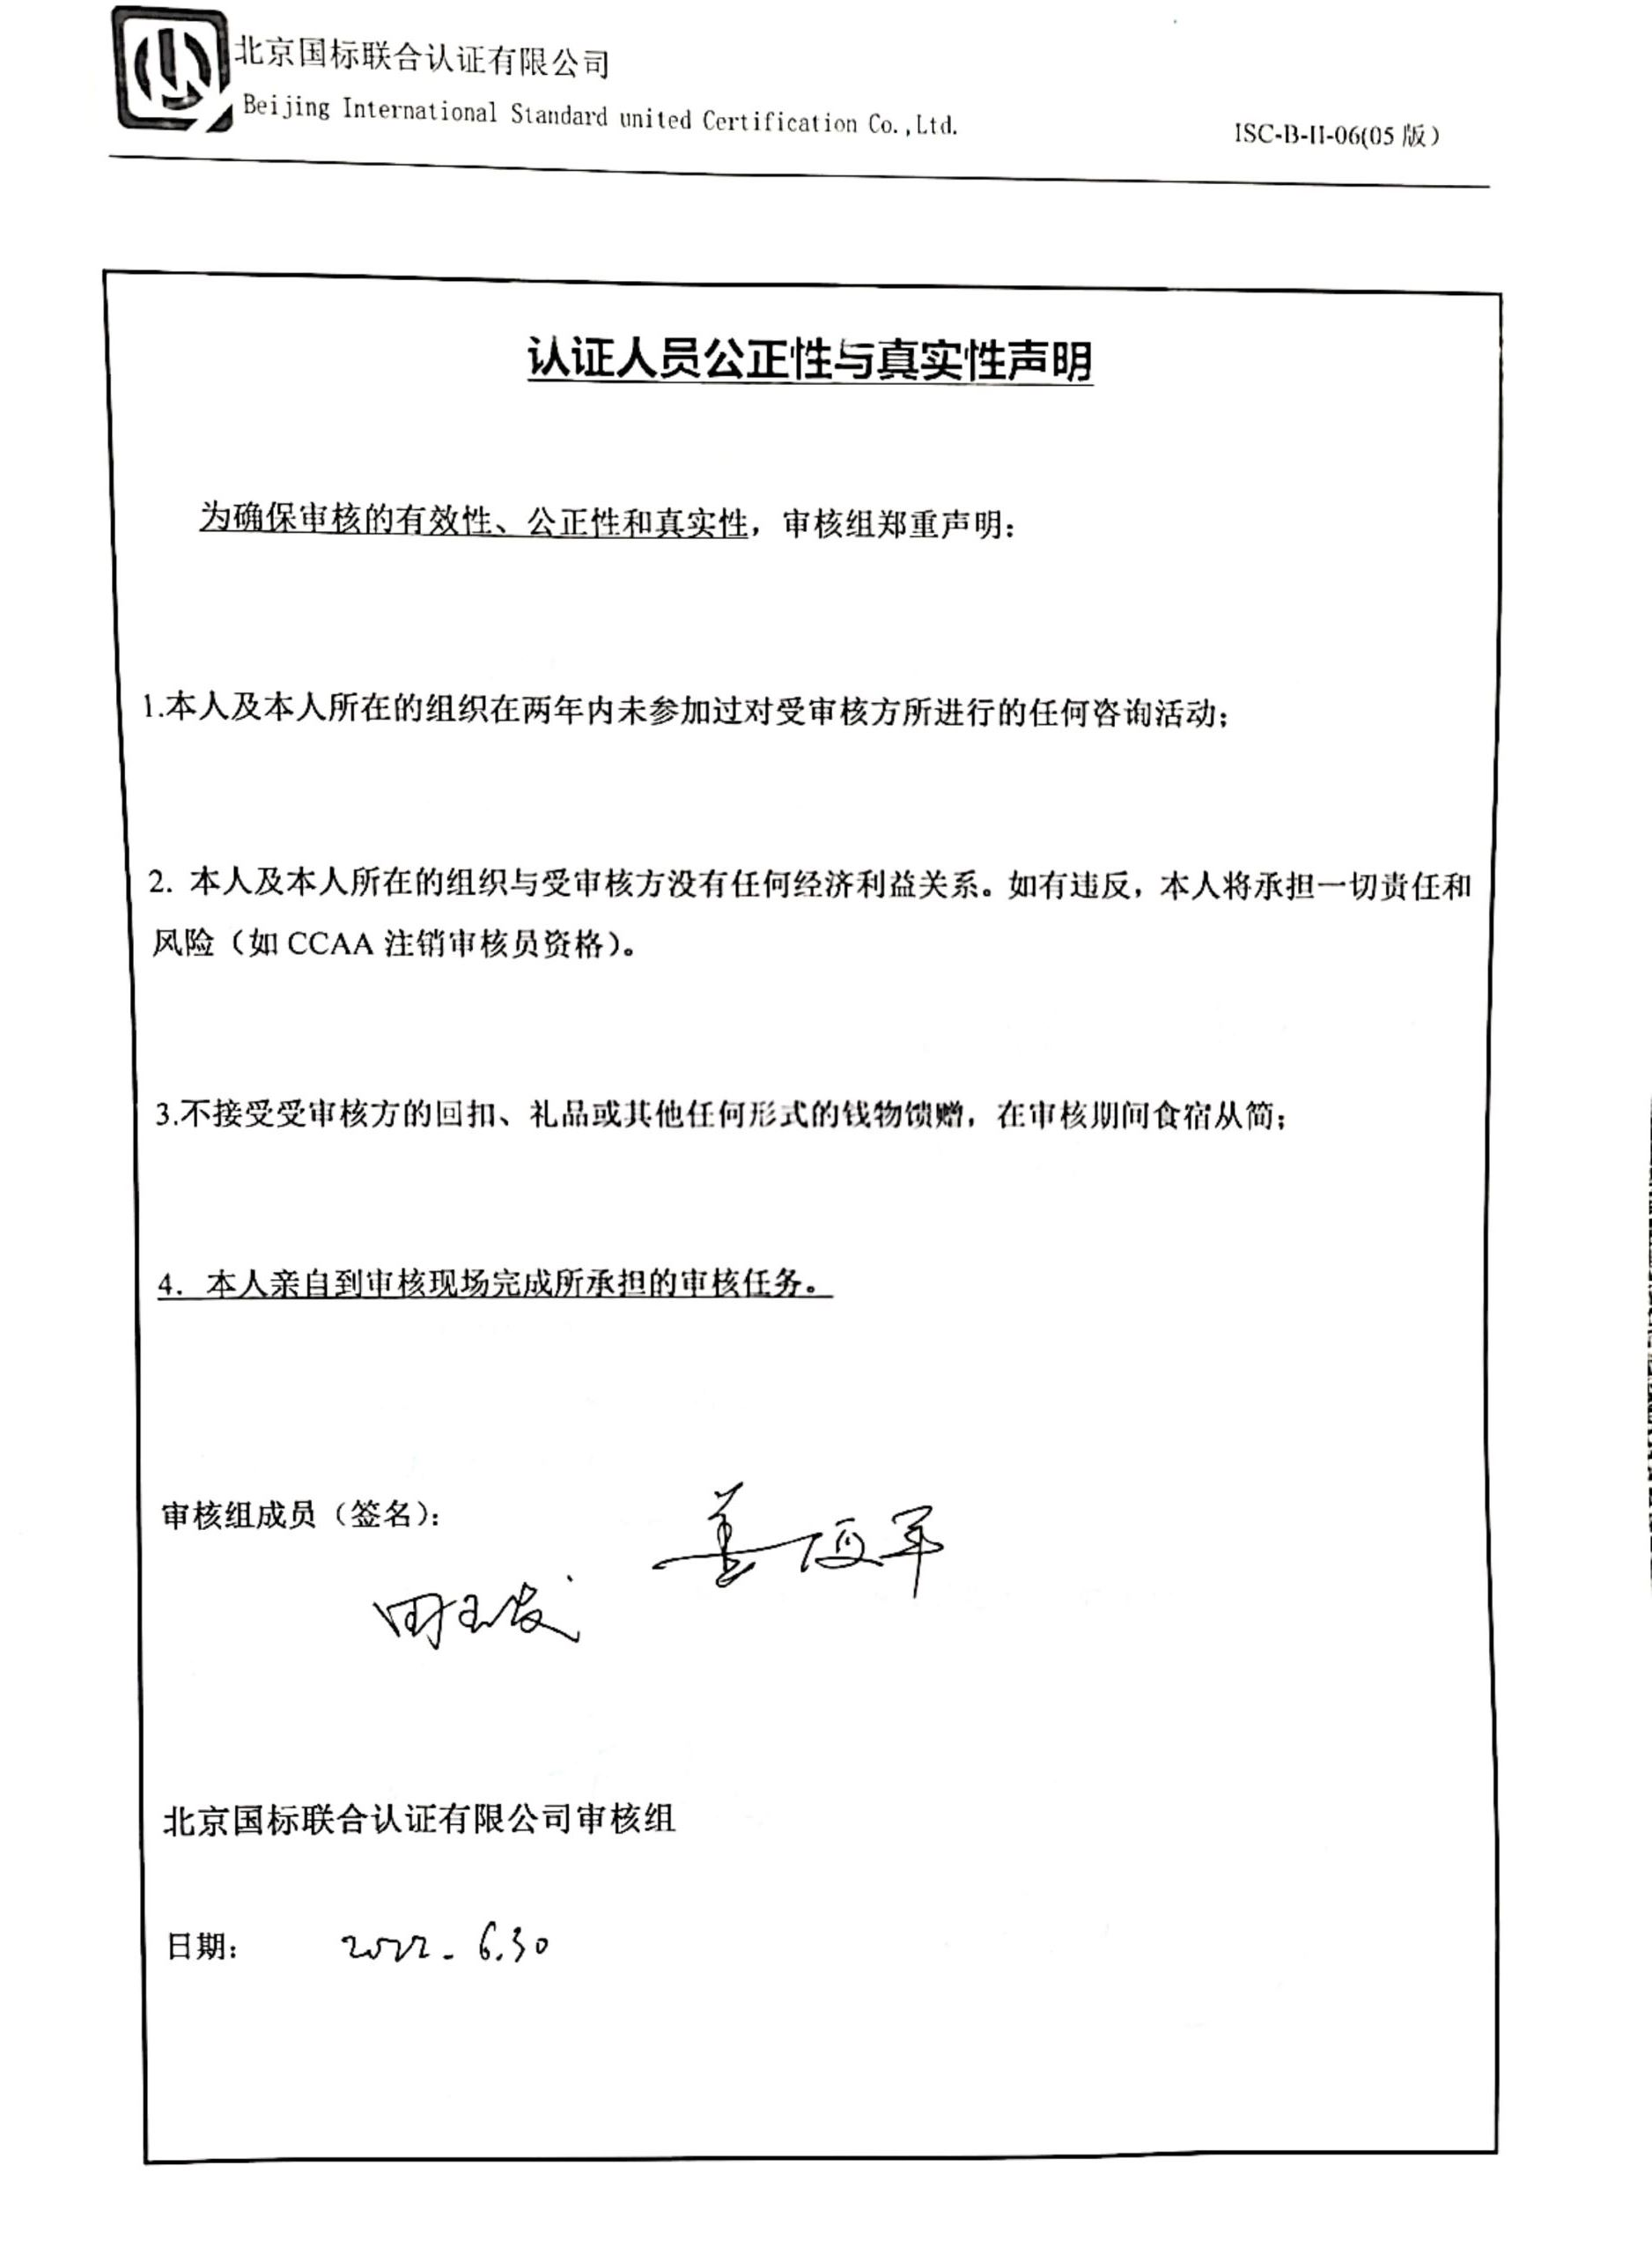 北京国标联合认证有限公司
Beijing International Standard united Certification Co.,Ltd.
ISC-B-II-06(05版)
认证人员公正性与真实性声明
为确保审核的有效性、公正性和真实性，审核组郑重声明：
1.本人及本人所在的组织在两年内未参加过对受审核方所进行的任何咨询活动；
2. 本人及本人所在的组织与受审核方没有任何经济利益关系。如有违反，本人将承担一切责任和
风险（如 CCAA 注销审核员资格）。
3.不接受受审核方的回扣、礼品或其他任何形式的钱物馈赠，在审核期间食宿从简；
4. 本人亲自到审核现场完成所承担的审核任务。
审核组成员（签名）：
北京国标联合认证有限公司审核组
日期： 2022. 6.30